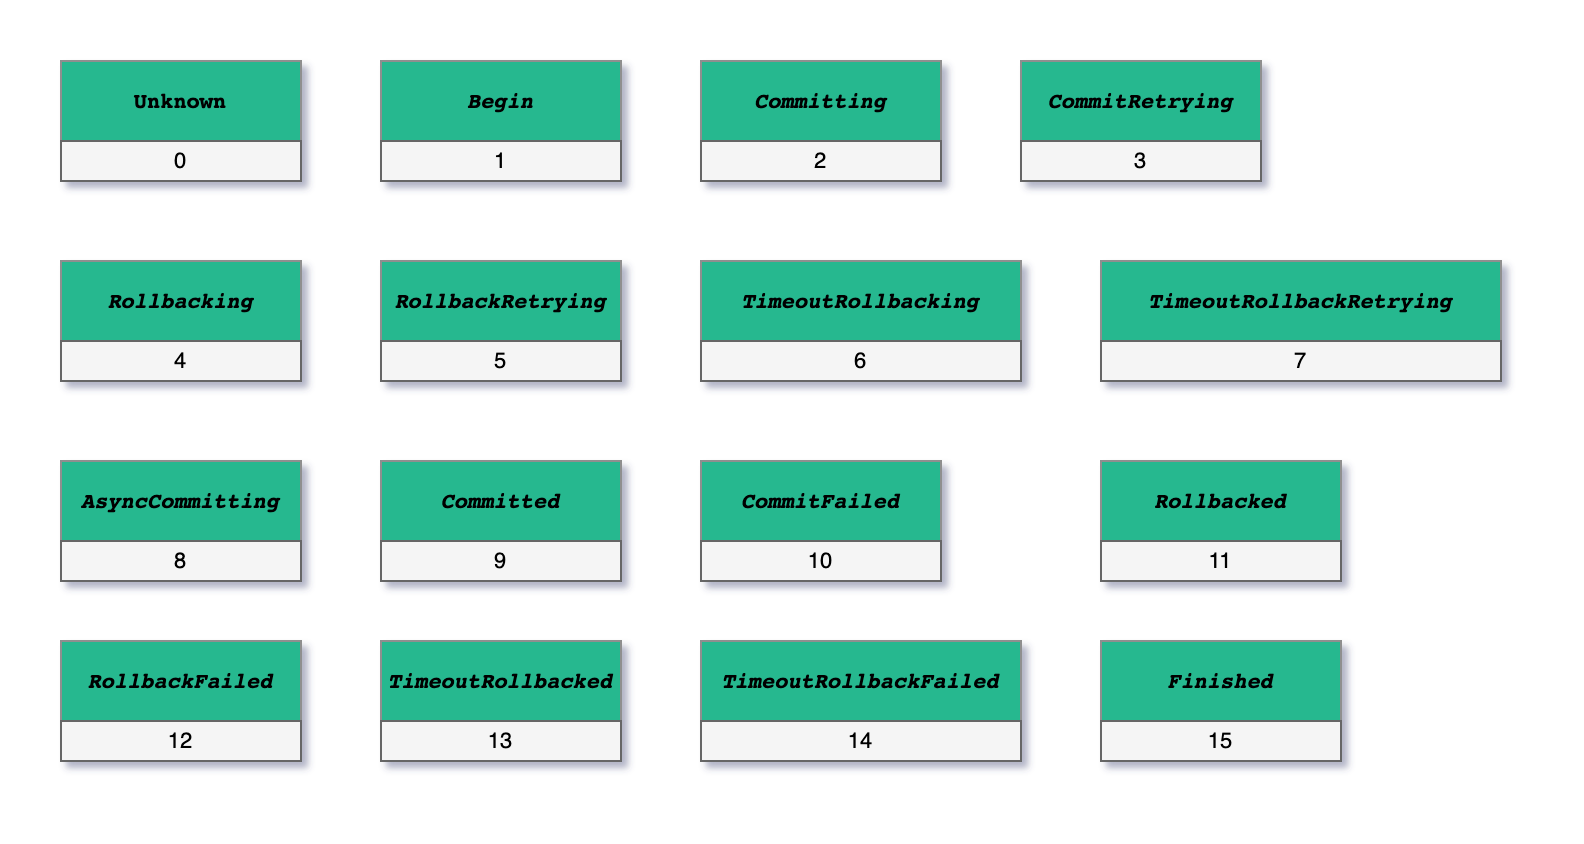 Unknown
0
Begin
1
Committing
2
CommitRetrying
3
Rollbacking
4
RollbackRetrying
5
TimeoutRollbacking
6
TimeoutRollbackRetrying
7
AsyncCommitting
8
Committed
9
CommitFailed
10
Rollbacked
11
RollbackFailed
12
TimeoutRollbacked
13
TimeoutRollbackFailed
14
Finished
15